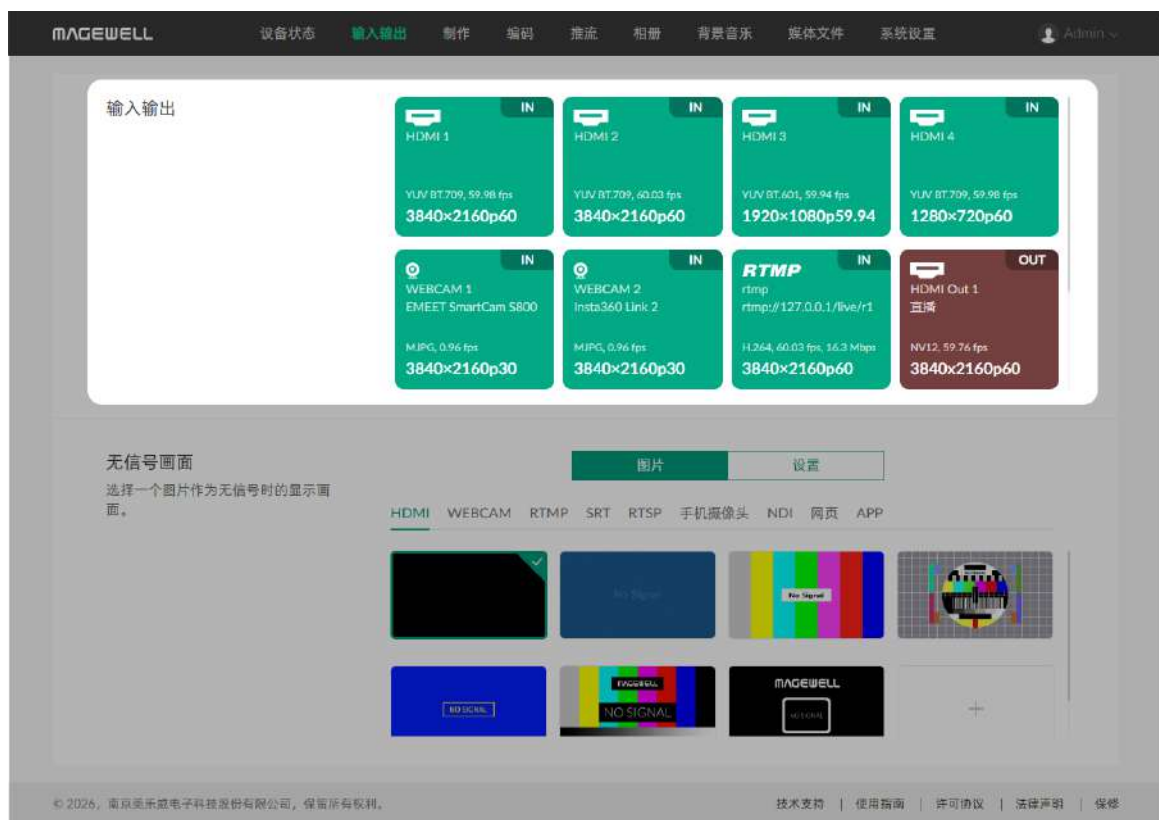 MAGEWELL 设备状态 输入输出 制作 编码 推流 相册 背景音乐 媒体文件 系统设置 Admin
输入输出
IN
HDMI 1
YUV BT.709, 59.98 fps
3840×2160p60
IN
HDMI 2
YUV BT.709, 60.03 fps
3840×2160p60
IN
HDMI 3
YUV BT.601, 59.94 fps
1920×1080p59.94
IN
HDMI 4
YUV BT.709, 59.98 fps
1280×720p60
IN
WEBCAM 1
EMEET SmartCam S800
MJPG, 0.96 fps
3840×2160p30
IN
WEBCAM 2
Insta360 Link 2
MJPG, 0.96 fps
3840×2160p30
RTMP IN
rtmp
rtmp://127.0.0.1/live/r1
H.264, 60.03 fps, 16.3 Mbps
3840×2160p60
OUT
HDMI Out 1
直播
NV12, 59.76 fps
3840x2160p60
无信号画面
选择一个图片作为无信号时的显示画
面。
图片 设置
HDMI WEBCAM RTMP SRT RTSP 手机摄像头 NDI 网页 APP
No Signal
No Signal
NO SIGNAL
MAGEWELL
NO SIGNAL
MAGEWELL
NO SIGNAL
© 2026，南京美乐威电子科技股份有限公司，保留所有权利。 技术支持 | 使用指南 | 许可协议 | 法律声明 | 保修